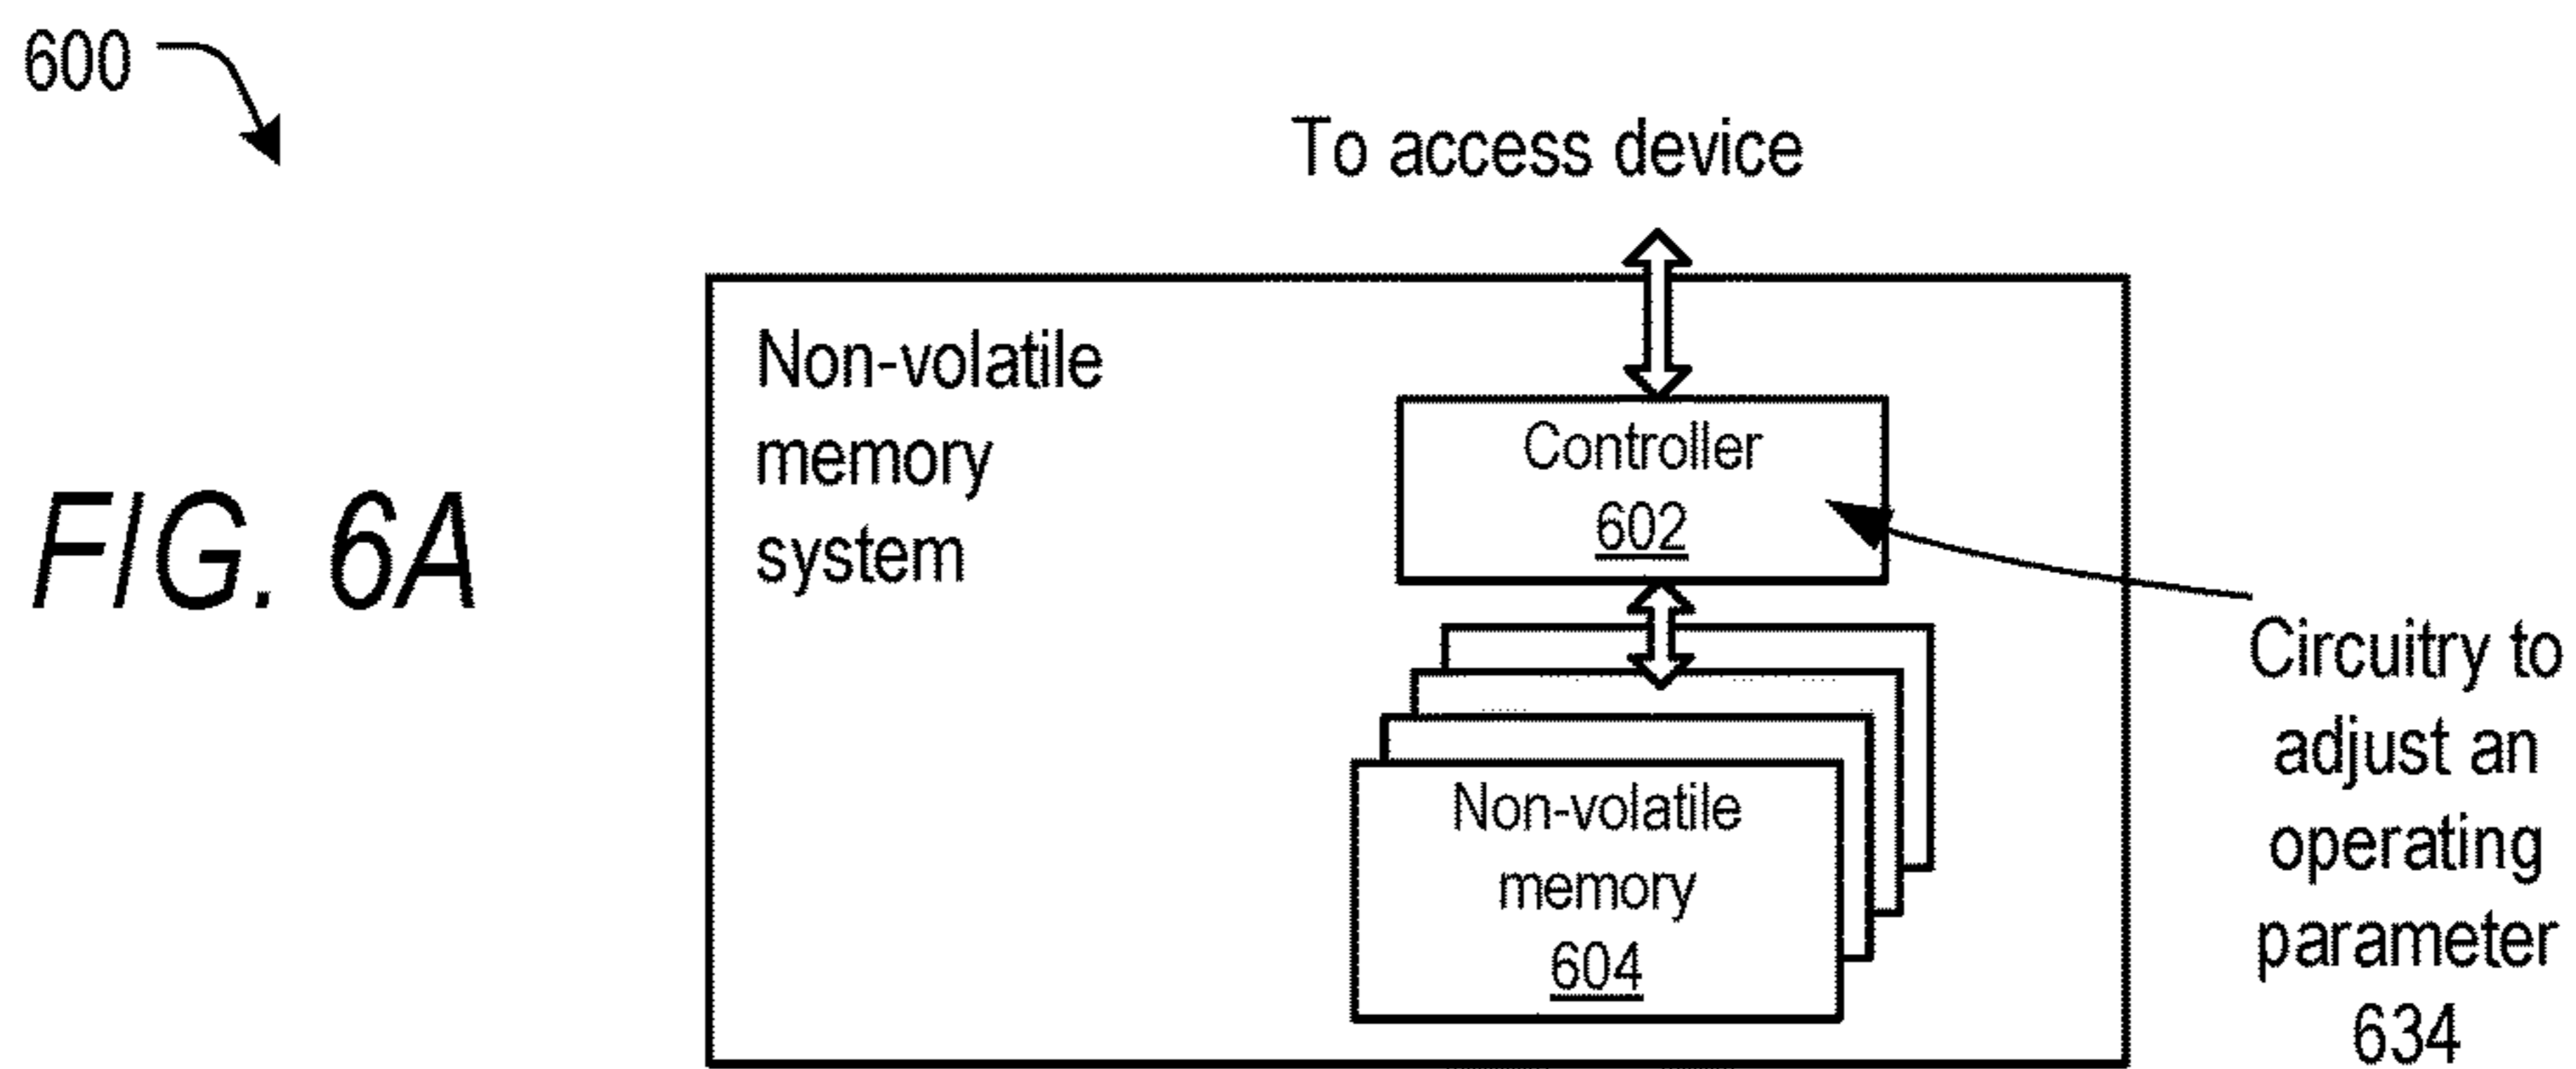 600
To access device
Non-volatile
memory
system
Controller
602
FIG. 6A
Non-volatile
memory
604
Circuitry to
adjust an
operating
parameter
634